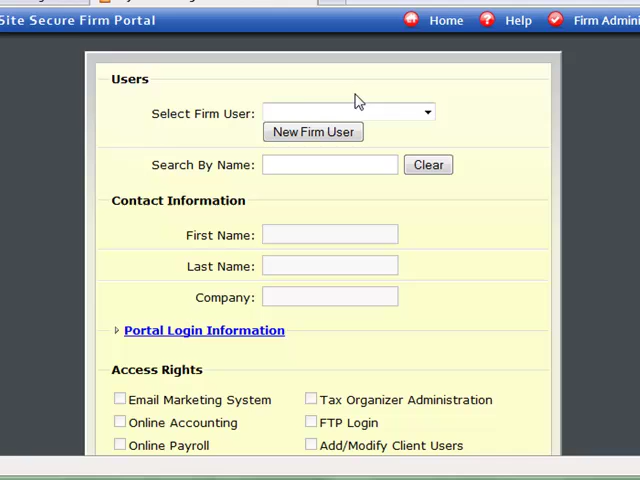 Site Secure Firm Portal Home Help Firm Admini
Users
Select Firm User:
New Firm User
Search By Name: Clear
Contact Information
First Name:
Last Name:
Company:
Portal Login Information
Access Rights
Email Marketing System Tax Organizer Administration
Online Accounting FTP Login
Online Payroll Add/Modify Client Users